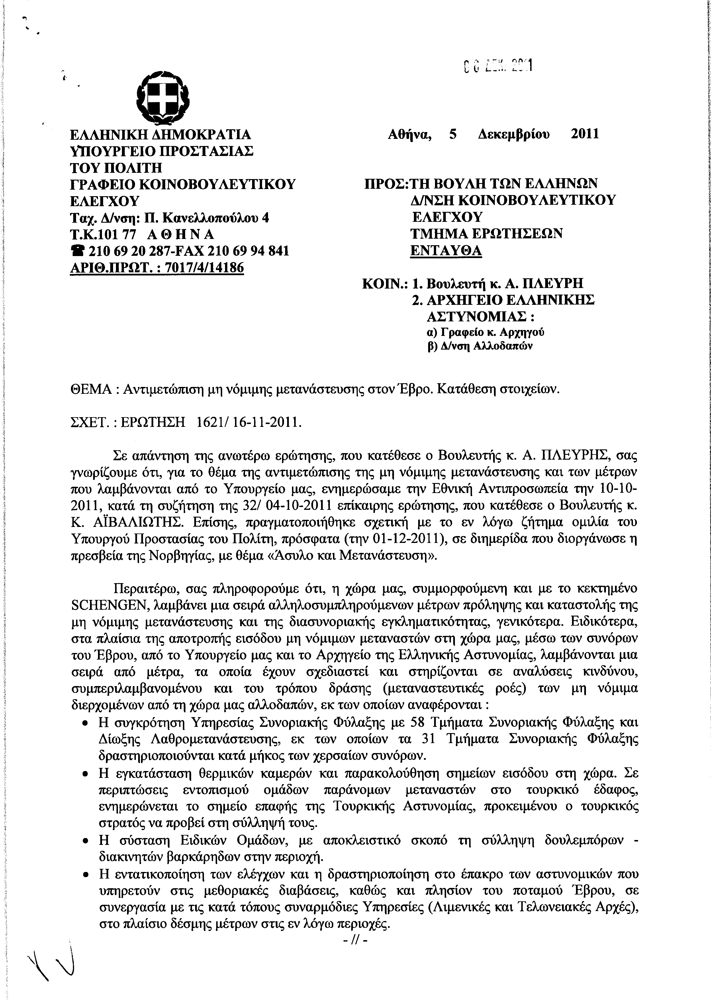 ΕΛΛΗΝΙΚΗ ΔΗΜΟΚΡΑΤΙΑ
ΥΠΟΥΡΓΕΙΟ ΠΡΟΣΤΑΣΙΑΣ
ΤΟΥ ΠΟΛΙΤΗ
ΓΡΑΦΕΙΟ ΚΟΙΝΟΒΟΥΛΕΥΤΙΚΟΥ
ΕΛΕΓΧΟΥ
Ταχ. Δ/νση: Π. Κανελλοπούλου 4
Τ.Κ.101 77 Α Θ Η Ν Α
☎ 210 69 20 287-FAX 210 69 94 841
ΑΡΙΘ.ΠΡΩΤ. : 7017/4/14186
Αθήνα, 5 Δεκεμβρίου 2011
ΠΡΟΣ:ΤΗ ΒΟΥΛΗ ΤΩΝ ΕΛΛΗΝΩΝ
Δ/ΝΣΗ ΚΟΙΝΟΒΟΥΛΕΥΤΙΚΟΥ
ΕΛΕΓΧΟΥ
ΤΜΗΜΑ ΕΡΩΤΗΣΕΩΝ
ΕΝΤΑΥΘΑ
ΚΟΙΝ.: 1. Βουλευτή κ. Α. ΠΛΕΥΡΗ
2. ΑΡΧΗΓΕΙΟ ΕΛΛΗΝΙΚΗΣ
ΑΣΤΥΝΟΜΙΑΣ :
α) Γραφείο κ. Αρχηγού
β) Δ/νση Αλλοδαπών
ΘΕΜΑ : Αντιμετώπιση μη νόμιμης μετανάστευσης στον Έβρο. Κατάθεση στοιχείων.
ΣΧΕΤ. : ΕΡΩΤΗΣΗ 1621/ 16-11-2011.
Σε απάντηση της ανωτέρω ερώτησης, που κατέθεσε ο Βουλευτής κ. Α. ΠΛΕΥΡΗΣ, σας
γνωρίζουμε ότι, για το θέμα της αντιμετώπισης της μη νόμιμης μετανάστευσης και των μέτρων
που λαμβάνονται από το Υπουργείο μας, ενημερώσαμε την Εθνική Αντιπροσωπεία την 10-10-
2011, κατά τη συζήτηση της 32/ 04-10-2011 επίκαιρης ερώτησης, που κατέθεσε ο Βουλευτής κ.
Κ. ΑΪΒΑΛΙΩΤΗΣ. Επίσης, πραγματοποιήθηκε σχετική με το εν λόγω ζήτημα ομιλία του
Υπουργού Προστασίας του Πολίτη, πρόσφατα (την 01-12-2011), σε διημερίδα που διοργάνωσε η
πρεσβεία της Νορβηγίας, με θέμα «Άσυλο και Μετανάστευση».
Περαιτέρω, σας πληροφορούμε ότι, η χώρα μας, συμμορφούμενη και με το κεκτημένο
SCHENGEN, λαμβάνει μια σειρά αλληλοσυμπληρούμενων μέτρων πρόληψης και καταστολής της
μη νόμιμης μετανάστευσης και της διασυνοριακής εγκληματικότητας, γενικότερα. Ειδικότερα,
στα πλαίσια της αποτροπής εισόδου μη νόμιμων μεταναστών στη χώρα μας, μέσω των συνόρων
του Έβρου, από το Υπουργείο μας και το Αρχηγείο της Ελληνικής Αστυνομίας, λαμβάνονται μια
σειρά από μέτρα, τα οποία έχουν σχεδιαστεί και στηρίζονται σε αναλύσεις κινδύνου,
συμπεριλαμβανομένου και του τρόπου δράσης (μεταναστευτικές ροές) των μη νόμιμα
διερχομένων από τη χώρα μας αλλοδαπών, εκ των οποίων αναφέρονται :
• Η συγκρότηση Υπηρεσίας Συνοριακής Φύλαξης με 58 Τμήματα Συνοριακής Φύλαξης και
Δίωξης Λαθρομετανάστευσης, εκ των οποίων τα 31 Τμήματα Συνοριακής Φύλαξης
δραστηριοποιούνται κατά μήκος των χερσαίων συνόρων.
• Η εγκατάσταση θερμικών καμερών και παρακολούθηση σημείων εισόδου στη χώρα. Σε
περιπτώσεις εντοπισμού ομάδων παράνομων μεταναστών στο τουρκικό έδαφος,
ενημερώνεται το σημείο επαφής της Τουρκικής Αστυνομίας, προκειμένου ο τουρκικός
στρατός να προβεί στη σύλληψή τους.
• Η σύσταση Ειδικών Ομάδων, με αποκλειστικό σκοπό τη σύλληψη δουλεμπόρων -
διακινητών βαρκάρηδων στην περιοχή.
• Η εντατικοποίηση των ελέγχων και η δραστηριοποίηση στο έπακρο των αστυνομικών που
υπηρετούν στις μεθοριακές διαβάσεις, καθώς και πλησίον του ποταμού Έβρου, σε
συνεργασία με τις κατά τόπους συναρμόδιες Υπηρεσίες (Λιμενικές και Τελωνειακές Αρχές),
στο πλαίσιο δέσμης μέτρων στις εν λόγω περιοχές.
- // -